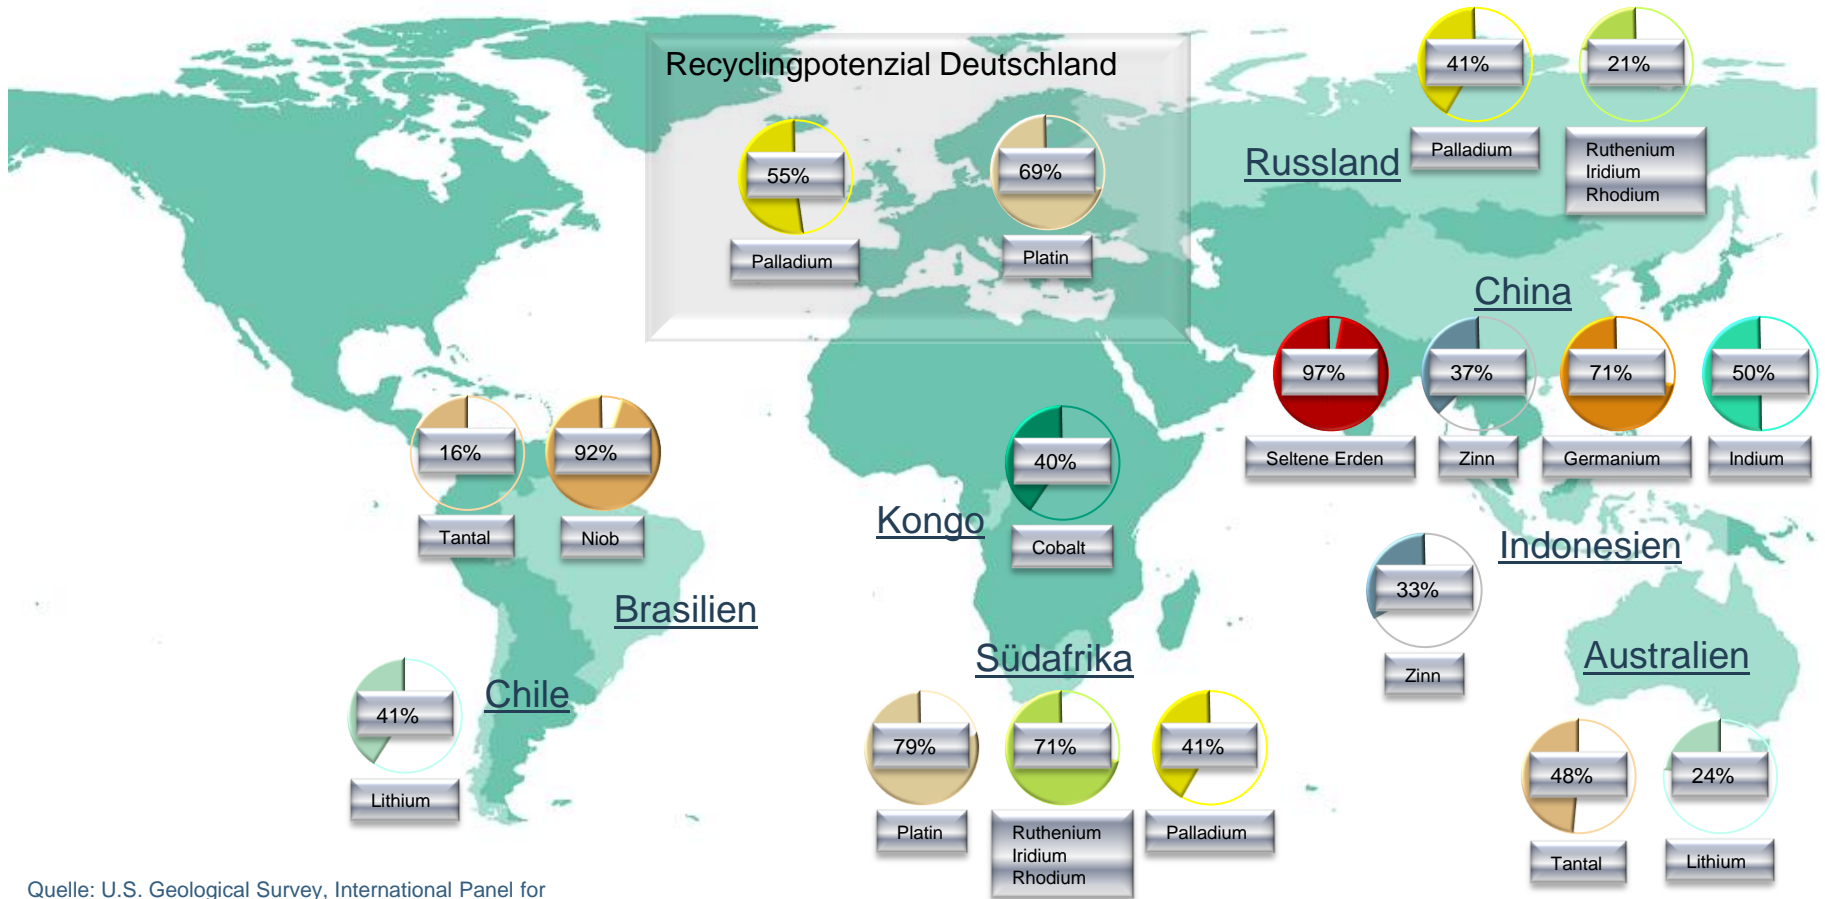 Recyclingpotenzial Deutschland
55%
Palladium
69%
Platin
Russland
41%
Palladium
21%
Ruthenium
Iridium
Rhodium
China
97%
Seltene Erden
37%
Zinn
71%
Germanium
50%
Indium
16%
Tantal
92%
Niob
Brasilien
Kongo
40%
Cobalt
Indonesien
33%
Zinn
Chile
41%
Lithium
Südafrika
79%
Platin
71%
Ruthenium
Iridium
Rhodium
41%
Palladium
Australien
48%
Tantal
24%
Lithium
Quelle: U.S. Geological Survey, International Panel for